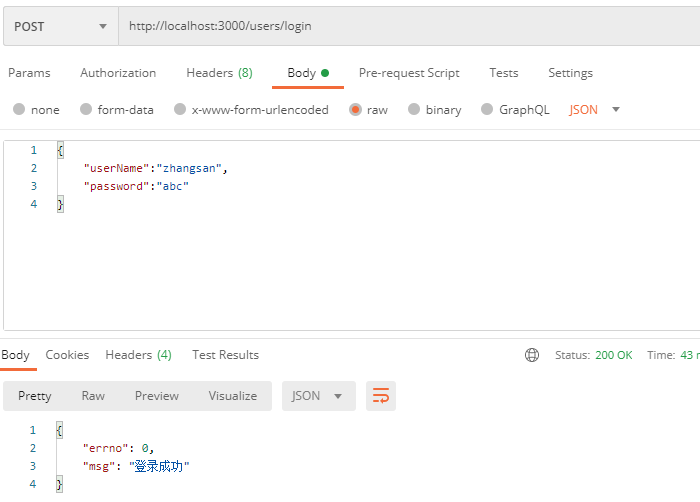 POST http://localhost:3000/users/login
Params Authorization Headers (8) Body Pre-request Script Tests Settings
none form-data x-www-form-urlencoded raw binary GraphQL JSON
1 {
2 "userName":"zhangsan",
3 "password":"abc"
4 }
Body Cookies Headers (4) Test Results Status: 200 OK Time: 43 m
Pretty Raw Preview Visualize JSON
1 {
2 "errno": 0,
3 "msg": "登录成功"
4 }